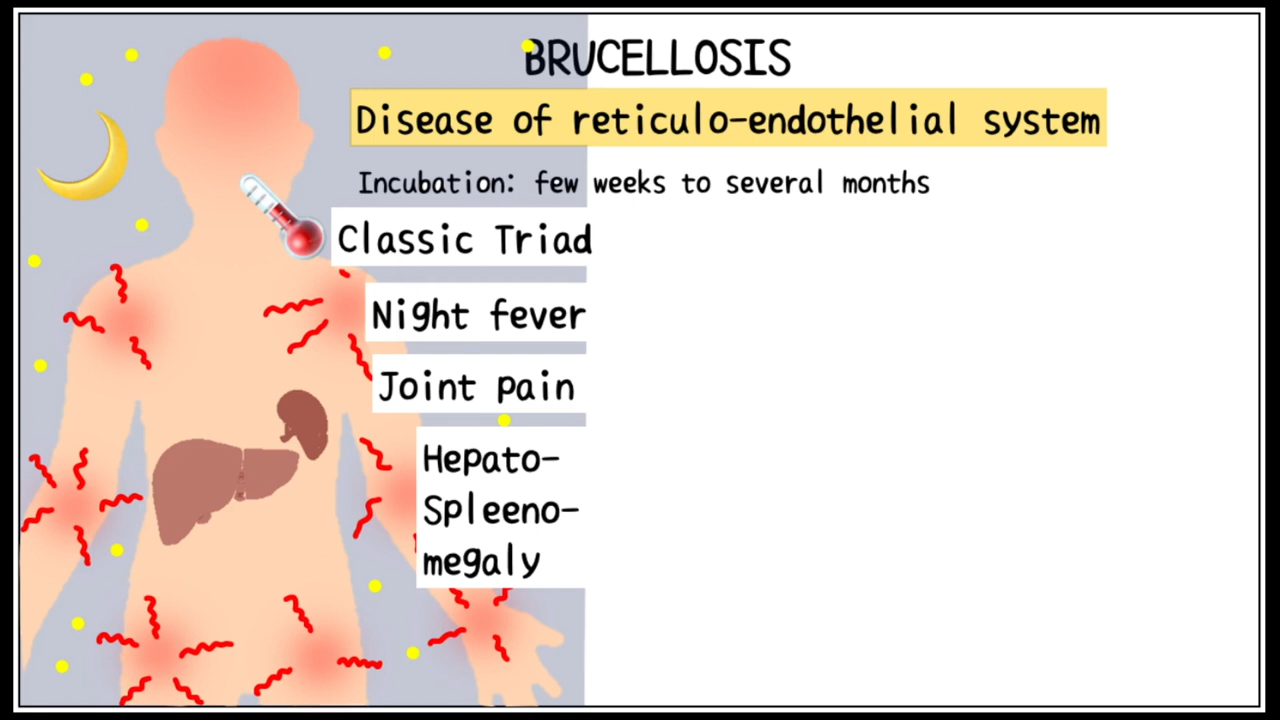 BRUCELLOSIS
Disease of reticulo-endothelial system
Incubation: few weeks to several months
Classic Triad
Night fever
Joint pain
Hepato-
Spleeno-
megaly